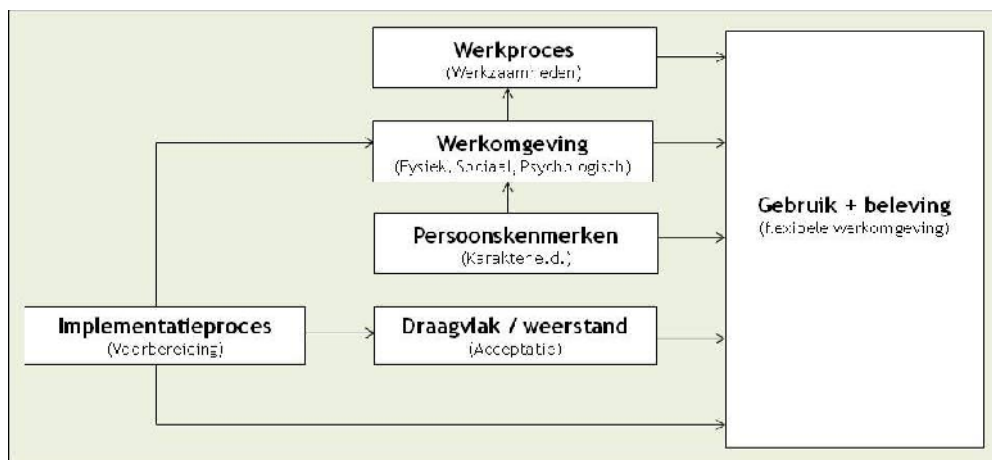 Werkproces
(Werkzaamheden)
Werkomgeving
(Fysiek, Sociaal, Psychologisch)
Persoonskenmerken
(Karakter e.d.)
Gebruik + beleving
(flexibele werkomgeving)
Implementatieproces
(Voorbereiding)
Draagvlak / weerstand
(Acceptatie)